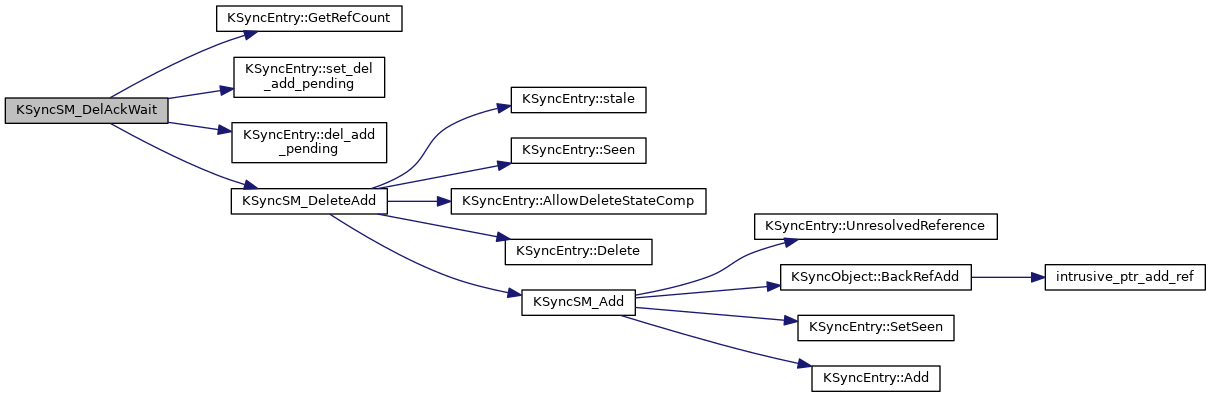 KSyncEntry::GetRefCount
KSyncEntry::set_del
_add_pending
KSyncSM_DelAckWait
KSyncEntry::del_add
_pending
KSyncSM_DeleteAdd
KSyncEntry::stale
KSyncEntry::Seen
KSyncEntry::AllowDeleteStateComp
KSyncEntry::Delete
KSyncSM_Add
KSyncEntry::UnresolvedReference
KSyncObject::BackRefAdd
intrusive_ptr_add_ref
KSyncEntry::SetSeen
KSyncEntry::Add